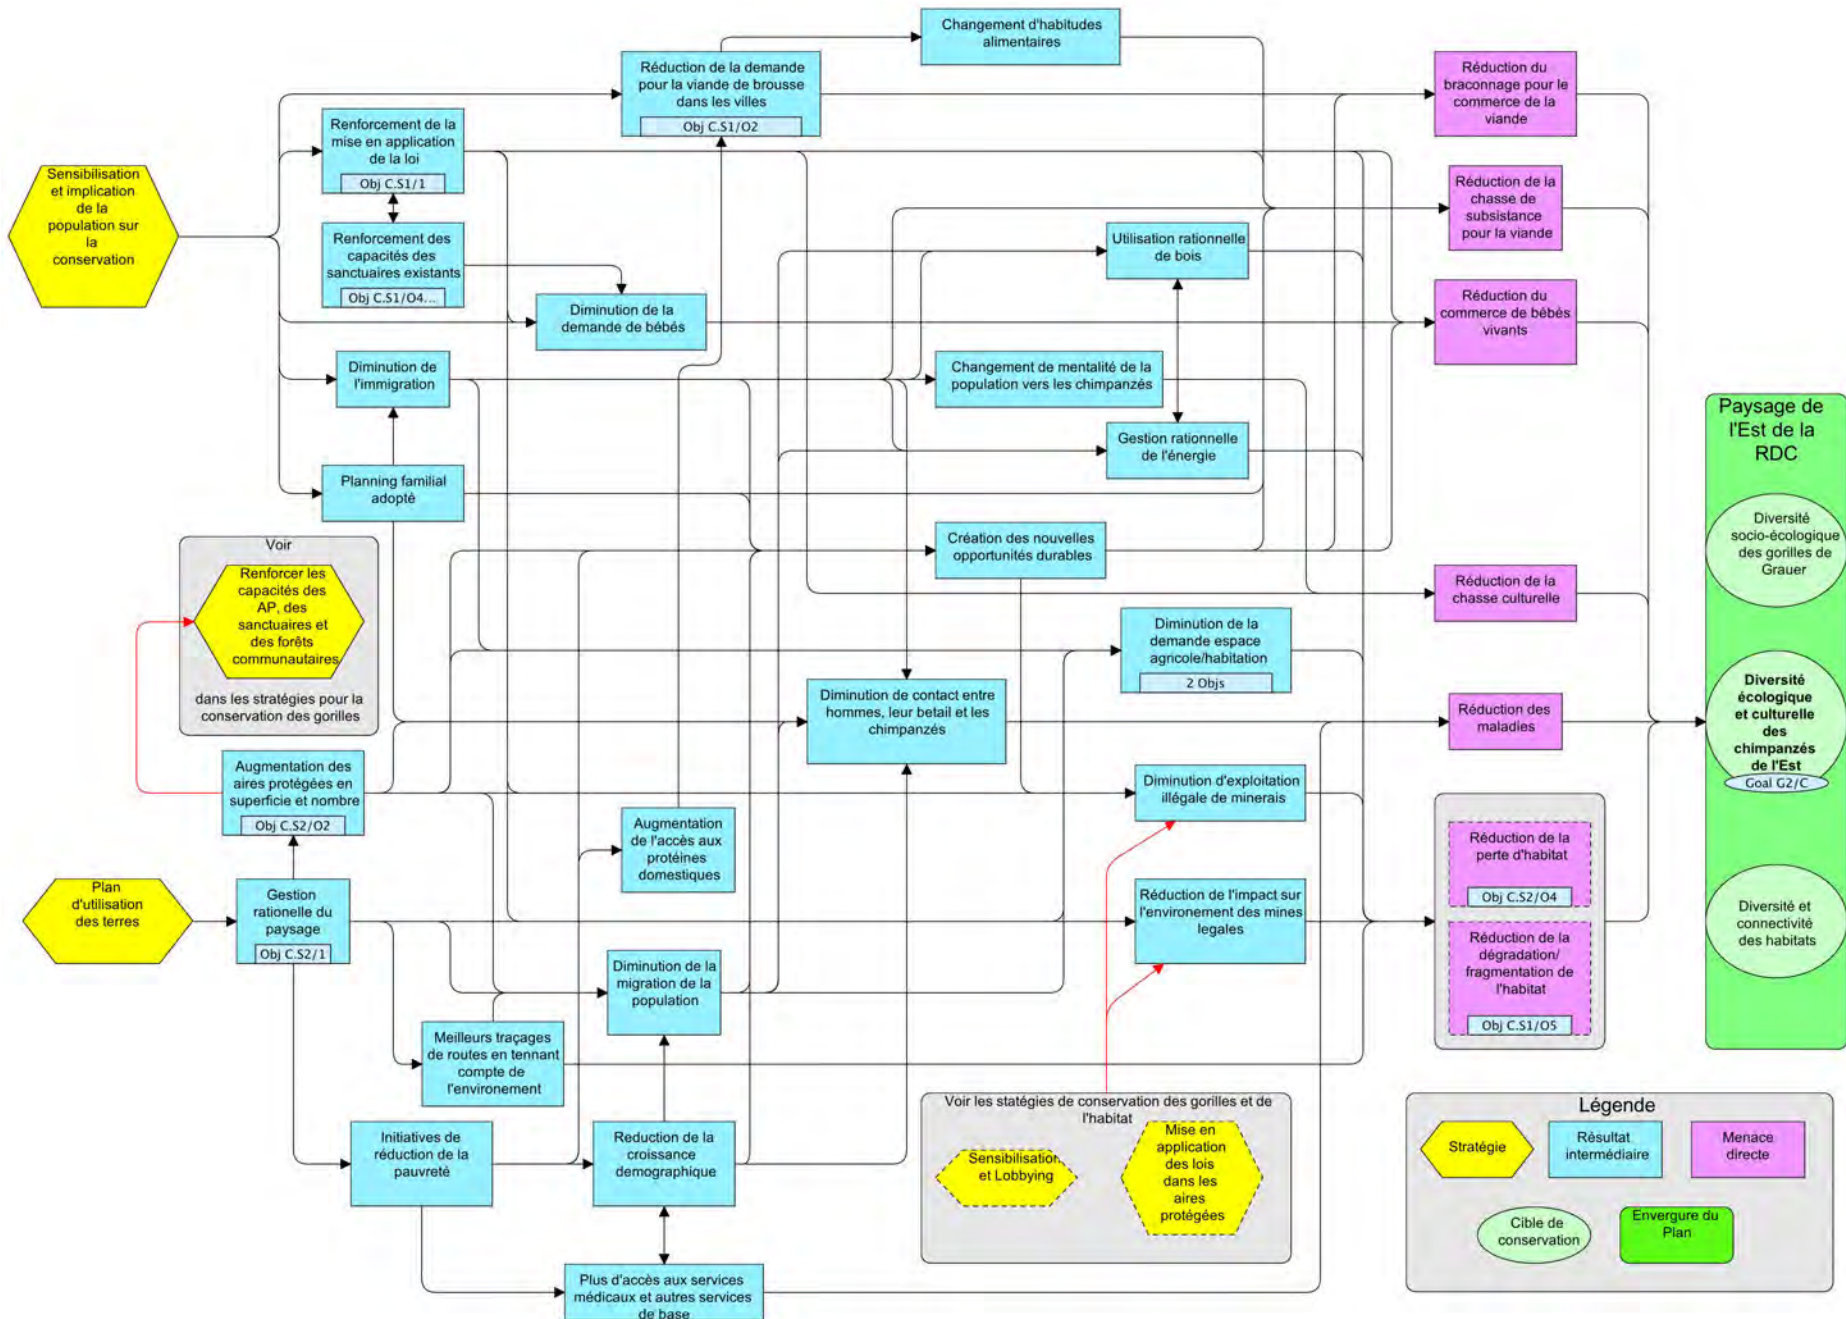 Changement d'habitudes
alimentaires
Réduction de la demande
pour la viande de brousse
dans les villes
Obj C.S1/O2
Réduction du
braconnage pour le
commerce de la
viande
Renforcement de la
mise en application
de la loi
Obj C.S1/1
Sensibilisation
et implication
de la
population sur
la
conservation
Réduction de la
chasse de
subsistance
pour la viande
Renforcement des
capacités des
sanctuaires existants
Obj C.S1/O4...
Utilisation rationnelle
de bois
Diminution de la
demande de bébés
Réduction du
commerce de bébés
vivants
Diminution de
l'immigration
Changement de mentalité de la
population vers les chimpanzés
Gestion rationnelle
de l'énergie
Planning familial
adopté
Paysage de
l'Est de la
RDC
Diversité
socio-écologique
des gorilles de
Grauer
Voir
Renforcer les
capacités des
AP, des
sanctuaires et
des forêts
communautaires
dans les stratégies pour la
conservation des gorilles
Création des nouvelles
opportunités durables
Réduction de la
chasse culturelle
Diminution de la
demande espace
agricole/habitation
2 Objs
Diminution de contact entre
hommes, leur betail et les
chimpanzés
Réduction des
maladies
Diversité
écologique
et culturelle
des
chimpanzés
de l'Est
Goal G2/C
Augmentation des
aires protégées en
superficie et nombre
Obj C.S2/O2
Diminution d'exploitation
illégale de minerais
Augmentation
de l'accès aux
protéines
domestiques
Réduction de la
perte d'habitat
Obj C.S2/O4
Plan
d'utilisation
des terres
Gestion
rationelle du
paysage
Obj C.S2/1
Réduction de l'impact sur
l'environement des mines
legales
Diversité et
connectivité
des habitats
Réduction de la
dégradation/
fragmentation de
l'habitat
Obj C.S1/O5
Diminution de la
migration de la
population
Meilleurs traçages
de routes en tennant
compte de
l'environement
Initiatives de
réduction de la
pauvreté
Reduction de la
croissance
demographique
Voir les statégies de conservation des gorilles et de
l'habitat
Sensibilisation
et Lobbying
Mise en
application
des lois
dans les
aires
protégées
Plus d'accès aux services
médicaux et autres services
de base
Légende
Stratégie
Résultat
intermédiaire
Menace
directe
Cible de
conservation
Envergure du
Plan